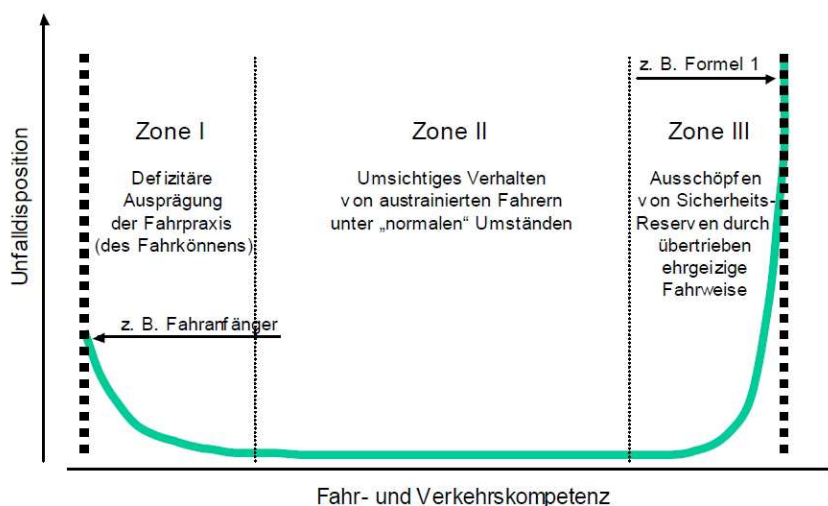 z. B. Formel 1
Zone I
Zone II
Zone III
Defizitäre
Ausprägung
der Fahrpraxis
(des Fahrkönnens)
Umsichtiges Verhalten
von austrainierten Fahrern
unter „normalen“ Umständen
Ausschöpfen
von Sicherheits-
Reserven durch
übertrieben
ehrgeizige
Fahrweise
z. B. Fahranfänger
Unfalldisposition
Fahr- und Verkehrskompetenz